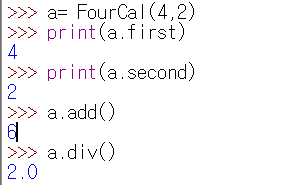 >>> a= FourCal(4,2)
>>> print(a.first)
4
>>> print(a.second)
2
>>> a.add()
6
>>> a.div()
2.0